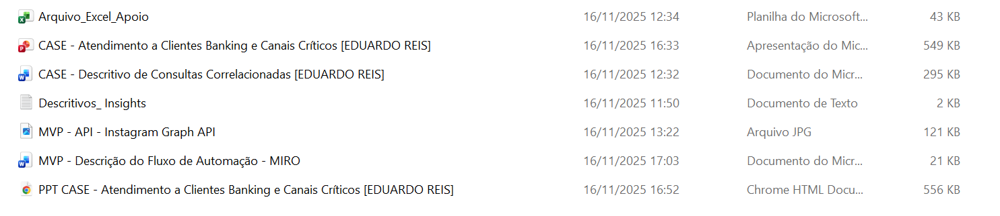 Arquivo_Excel_Apoio 16/11/2025 12:34 Planilha do Microsoft... 43 KB
CASE - Atendimento a Clientes Banking e Canais Críticos [EDUARDO REIS] 16/11/2025 16:33 Apresentação do Mic... 549 KB
CASE - Descritivo de Consultas Correlacionadas [EDUARDO REIS] 16/11/2025 12:32 Documento do Micr... 295 KB
Descritivos_ Insights 16/11/2025 11:50 Documento de Texto 2 KB
MVP - API - Instagram Graph API 16/11/2025 13:22 Arquivo JPG 121 KB
MVP - Descrição do Fluxo de Automação - MIRO 16/11/2025 17:03 Documento do Micr... 21 KB
PPT CASE - Atendimento a Clientes Banking e Canais Críticos [EDUARDO REIS] 16/11/2025 16:52 Chrome HTML Docu... 556 KB